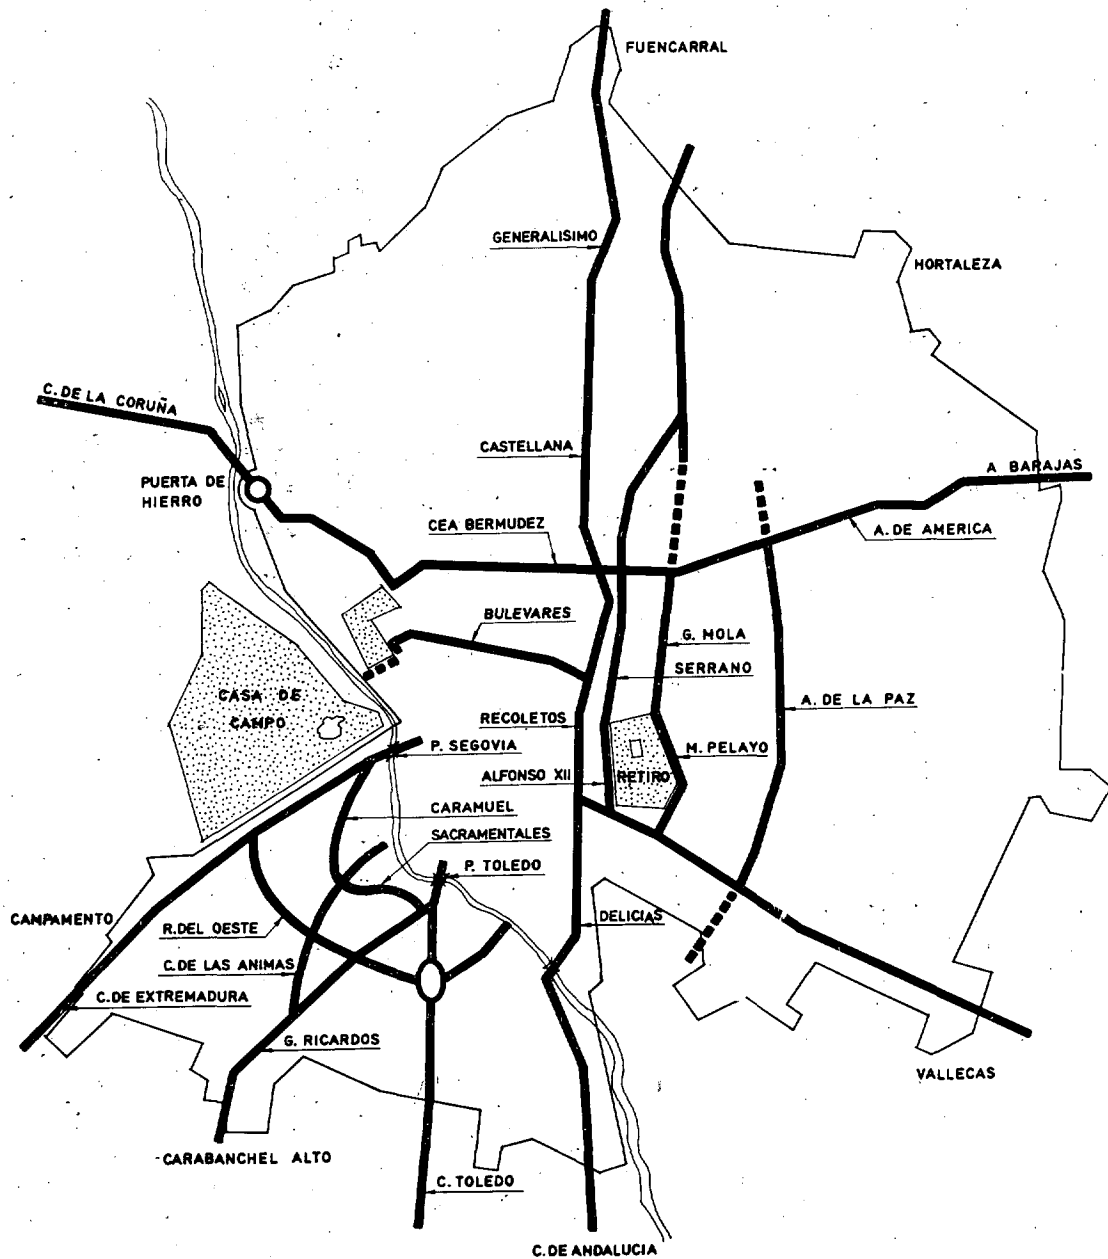 FUENCARRAL
GENERALISIMO
HORTALEZA
C. DE LA CORUÑA
CASTELLANA
A BARAJAS
PUERTA DE
HIERRO
CEA BERMUDEZ
A. DE AMERICA
BULEVARES
G. MOLA
SERRANO
CASA DE
CAMPO
A. DE LA PAZ
RECOLETOS
P. SEGOVIA
M. PELAYO
ALFONSO XII
RETIRO
CARAMUEL
SACRAMENTALES
P. TOLEDO
CAMPAMENTO
R. DEL OESTE
DELICIAS
C. DE LAS ANIMAS
C. DE EXTREMADURA
G. RICARDOS
VALLECAS
CARABANCHEL ALTO
C. TOLEDO
C. DE ANDALUCIA